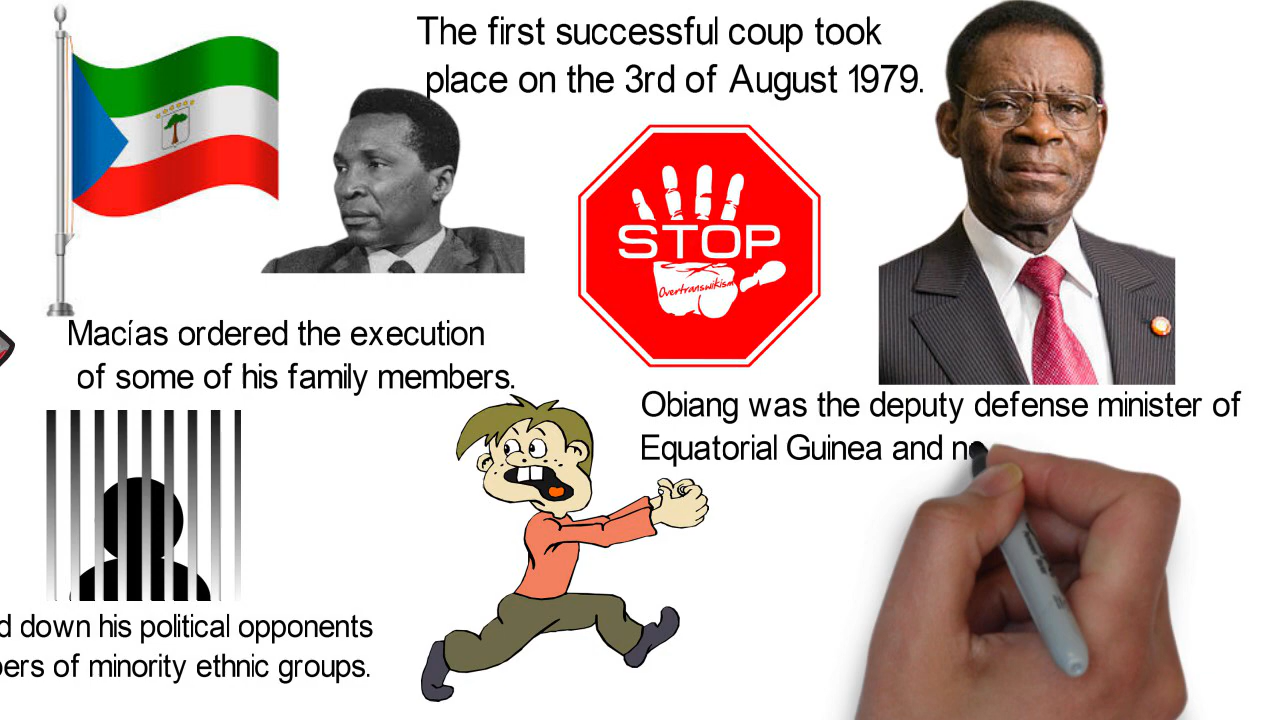 The first successful coup took
place on the 3rd of August 1979.
STOP
Overtranswikism
Macías ordered the execution
of some of his family members.
Obiang was the deputy defense minister of
Equatorial Guinea and
down his political opponents
of minority ethnic groups.